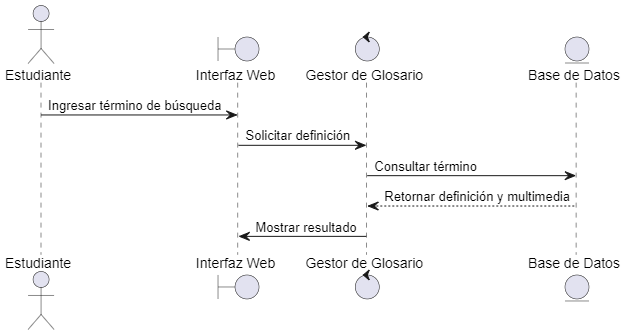 Estudiante
Interfaz Web
Gestor de Glosario
Base de Datos
Ingresar término de búsqueda
Solicitar definición
Consultar término
Retornar definición y multimedia
Mostrar resultado
Estudiante
Interfaz Web
Gestor de Glosario
Base de Datos